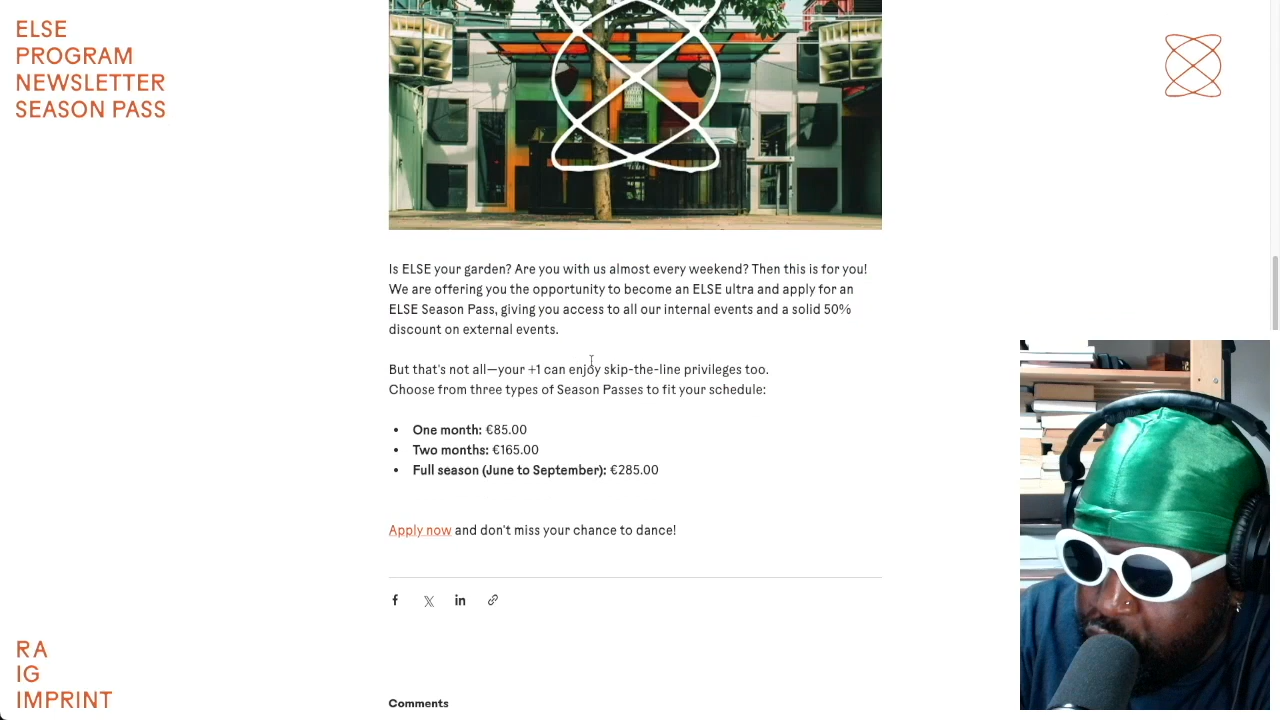 ELSE
PROGRAM
NEWSLETTER
SEASON PASS
Is ELSE your garden? Are you with us almost every weekend? Then this is for you!
We are offering you the opportunity to become an ELSE ultra and apply for an
ELSE Season Pass, giving you access to all our internal events and a solid 50%
discount on external events.
But that's not all—your +1 can enjoy skip-the-line privileges too.
Choose from three types of Season Passes to fit your schedule:
• One month: €85.00
• Two months: €165.00
• Full season (June to September): €285.00
Apply now and don't miss your chance to dance!
Comments
RA
IG
IMPRINT